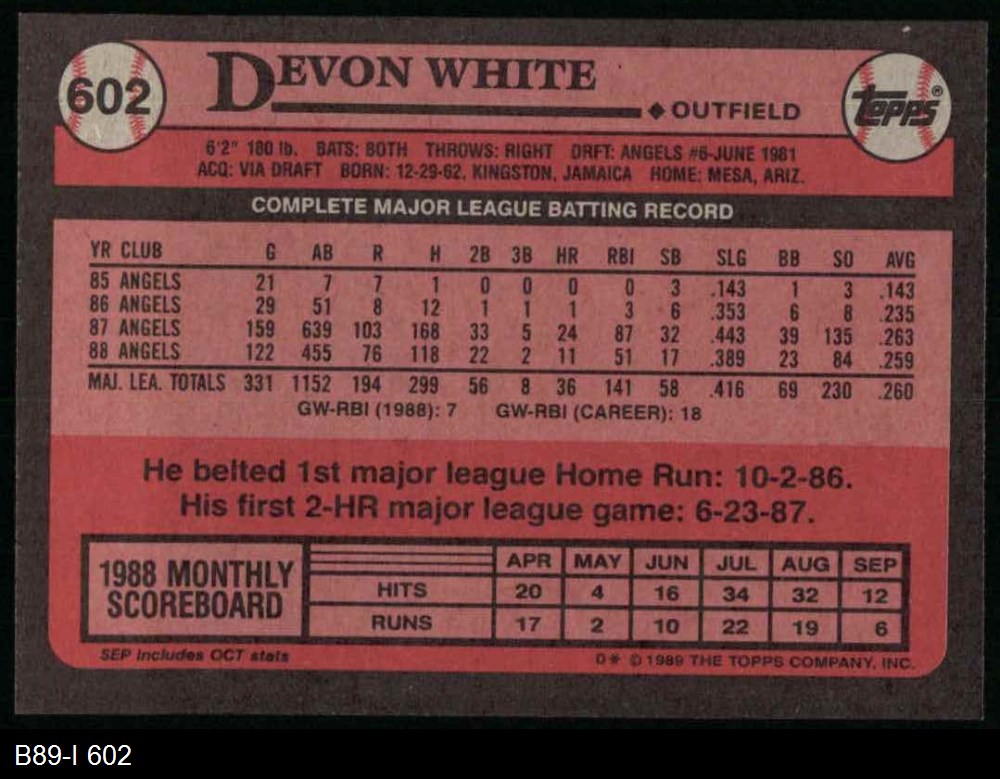 602
DEVON WHITE
◆ OUTFIELD
TOPPS®
6'2" 180 lb. BATS: BOTH THROWS: RIGHT DRFT: ANGELS #6-JUNE 1981
ACQ: VIA DRAFT BORN: 12-29-62, KINGSTON, JAMAICA HOME: MESA, ARIZ.
COMPLETE MAJOR LEAGUE BATTING RECORD
YR CLUB G AB R H 2B 3B HR RBI SB SLG BB SO AVG
85 ANGELS 21 7 7 1 0 0 0 0 3 .143 1 3 .143
86 ANGELS 29 51 8 12 1 1 1 3 6 .353 6 8 .235
87 ANGELS 159 639 103 168 33 5 24 87 32 .443 39 135 .263
88 ANGELS 122 455 76 118 22 2 11 51 17 .389 23 84 .259
MAJ. LEA. TOTALS 331 1152 194 299 56 8 36 141 58 .416 69 230 .260
GW-RBI (1988): 7 GW-RBI (CAREER): 18
He belted 1st major league Home Run: 10-2-86.
His first 2-HR major league game: 6-23-87.
1988 MONTHLY
SCOREBOARD
APR MAY JUN JUL AUG SEP
HITS 20 4 16 34 32 12
RUNS 17 2 10 22 19 6
SEP includes OCT stats
D* © 1989 THE TOPPS COMPANY, INC.
B89-I 602